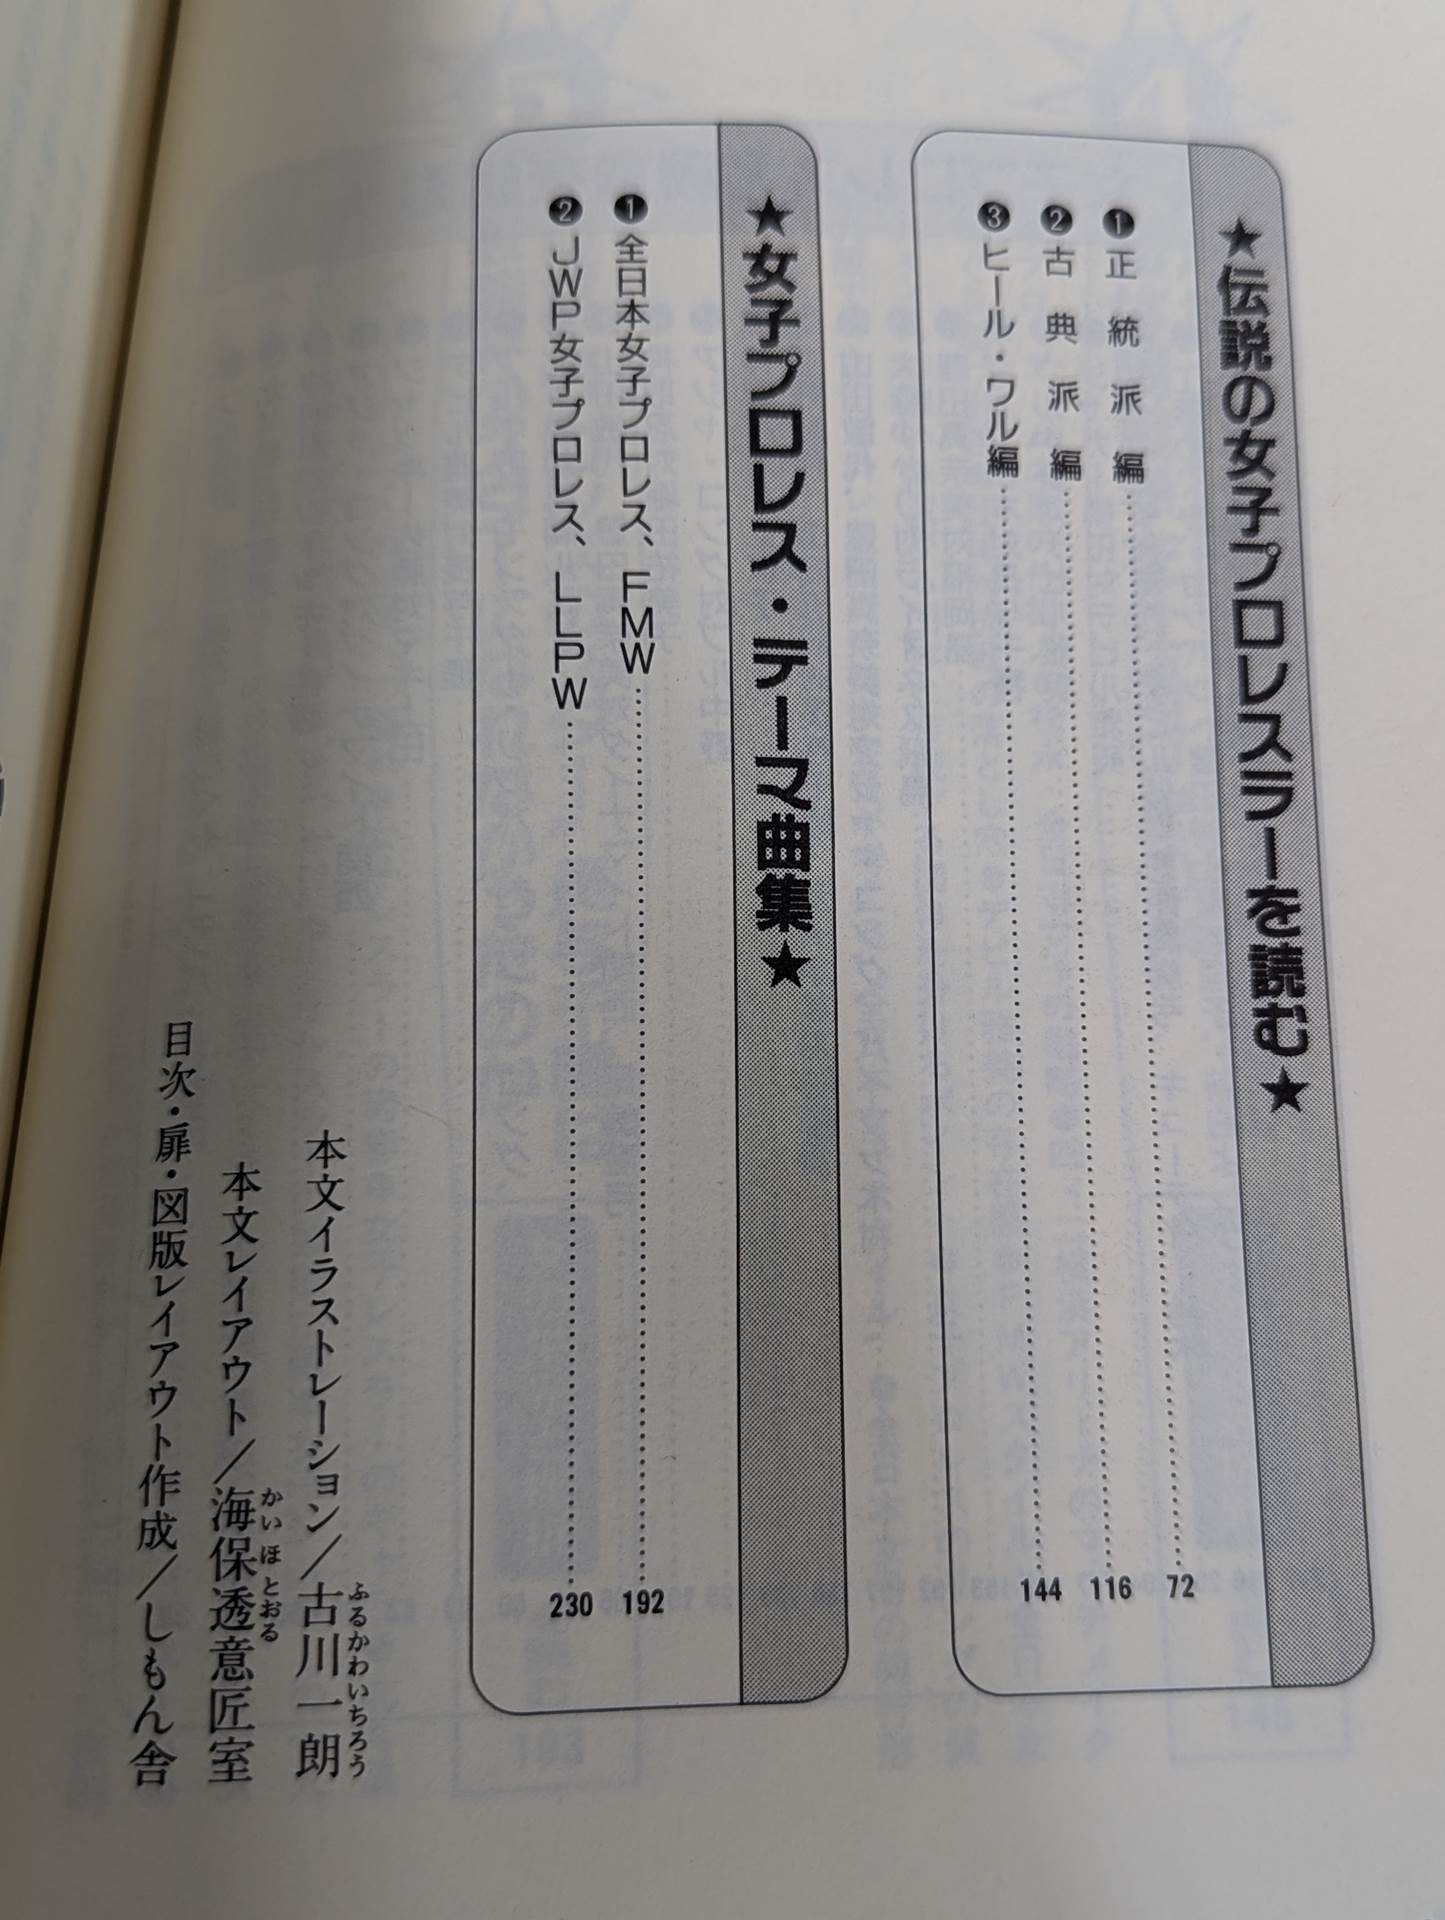 ★伝説の女子プロレスラーを読む★
❶正統派編……72
❷古典派編……116
❸ヒール・ワル編……144
★女子プロレス・テーマ曲集★
❶全日本女子プロレス、FMW……192
❷JWP女子プロレス、LLPW……230
本文イラストレーション／古川一朗
ふるかわいちろう
本文レイアウト／海保透意匠室
かいほとおる
目次・扉・図版レイアウト作成／しもん舎